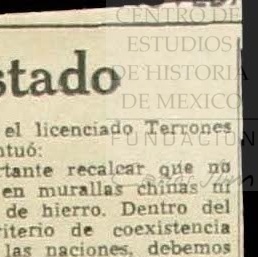 CENTRO DE
ESTUDIOS
DE HISTORIA
DE MEXICO
FUNDACIÓN
stado
el licenciado Terrones
ntuó:
rtante recalcar que no
en murallas chinas ni
de hierro. Dentro del
riterio de coexistencia
las naciones, debemos